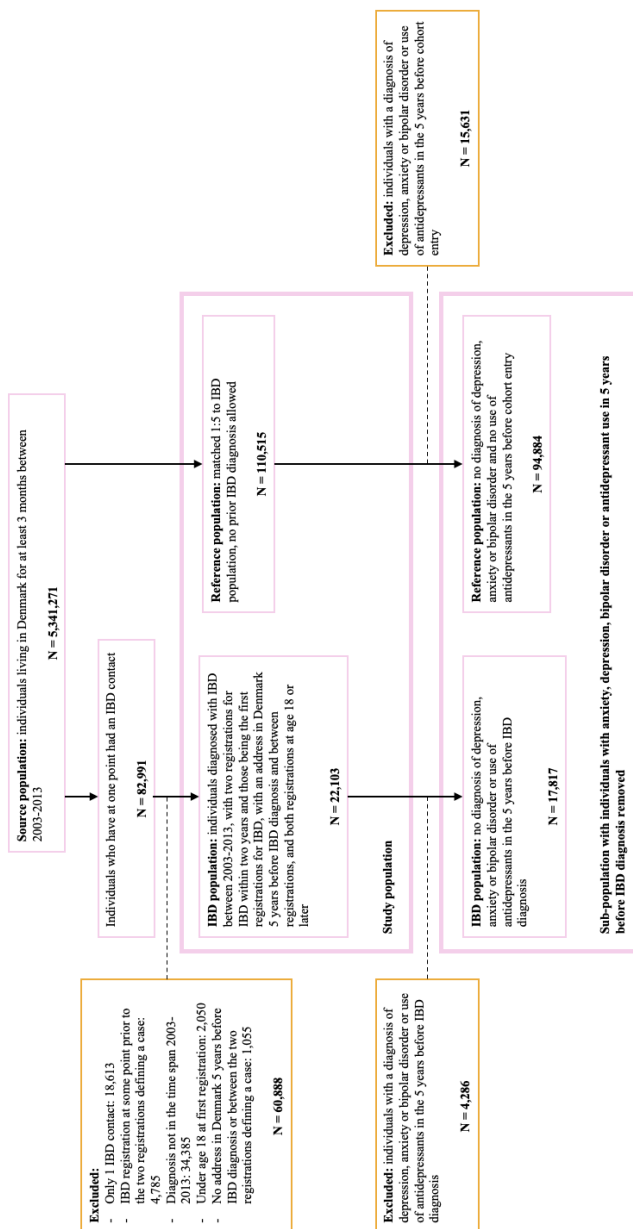 Source population: individuals living in Denmark for at least 3 months between
2003-2013
N = 5,341,271
Individuals who have at one point had an IBD contact
N = 82,991
Excluded:
- Only 1 IBD contact: 18,613
- IBD registration at some point prior to
the two registrations defining a case:
4,785
- Diagnosis not in the time span 2003-
2013: 34,385
- Under age 18 at first registration: 2,050
- No address in Denmark 5 years before
IBD diagnosis or between the two
registrations defining a case: 1,055
N = 60,888
IBD population: individuals diagnosed with IBD
between 2003-2013, with two registrations for
IBD within two years and those being the first
registrations for IBD, with an address in Denmark
5 years before IBD diagnosis and between
registrations, and both registrations at age 18 or
later
N = 22,103
Reference population: matched 1:5 to IBD
population, no prior IBD diagnosis allowed
N = 110,515
Study population
Excluded: individuals with a diagnosis of
depression, anxiety or bipolar disorder or use
of antidepressants in the 5 years before IBD
diagnosis
N = 4,286
Excluded: individuals with a diagnosis of
depression, anxiety or bipolar disorder or use
of antidepressants in the 5 years before cohort
entry
N = 15,631
IBD population: no diagnosis of depression,
anxiety or bipolar disorder or use of
antidepressants in the 5 years before IBD
diagnosis
N = 17,817
Reference population: no diagnosis of depression,
anxiety or bipolar disorder and no use of
antidepressants in the 5 years before cohort entry
N = 94,884
Sub-population with individuals with anxiety, depression, bipolar disorder or antidepressant use in 5 years
before IBD diagnosis removed